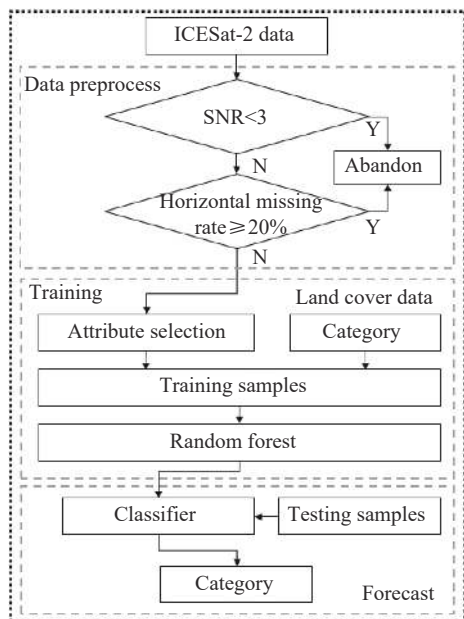 ICESat-2 data
Data preprocess
SNR<3
Y
N
Abandon
Horizontal missing
rate≥20%
Y
N
Training
Land cover data
Attribute selection
Category
Training samples
Random forest
Classifier
Testing samples
Category
Forecast